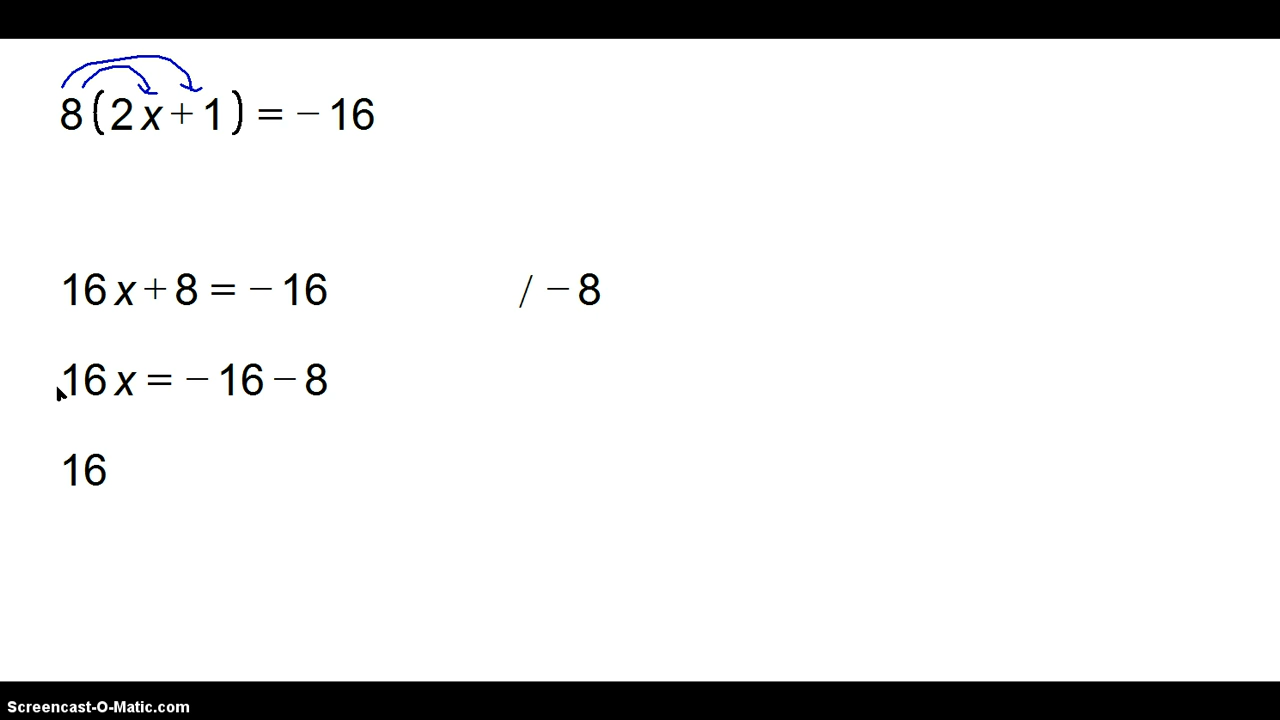 8(2x+1)=−16
16x+8=−16 /−8
16x=−16−8
16
Screencast-O-Matic.com